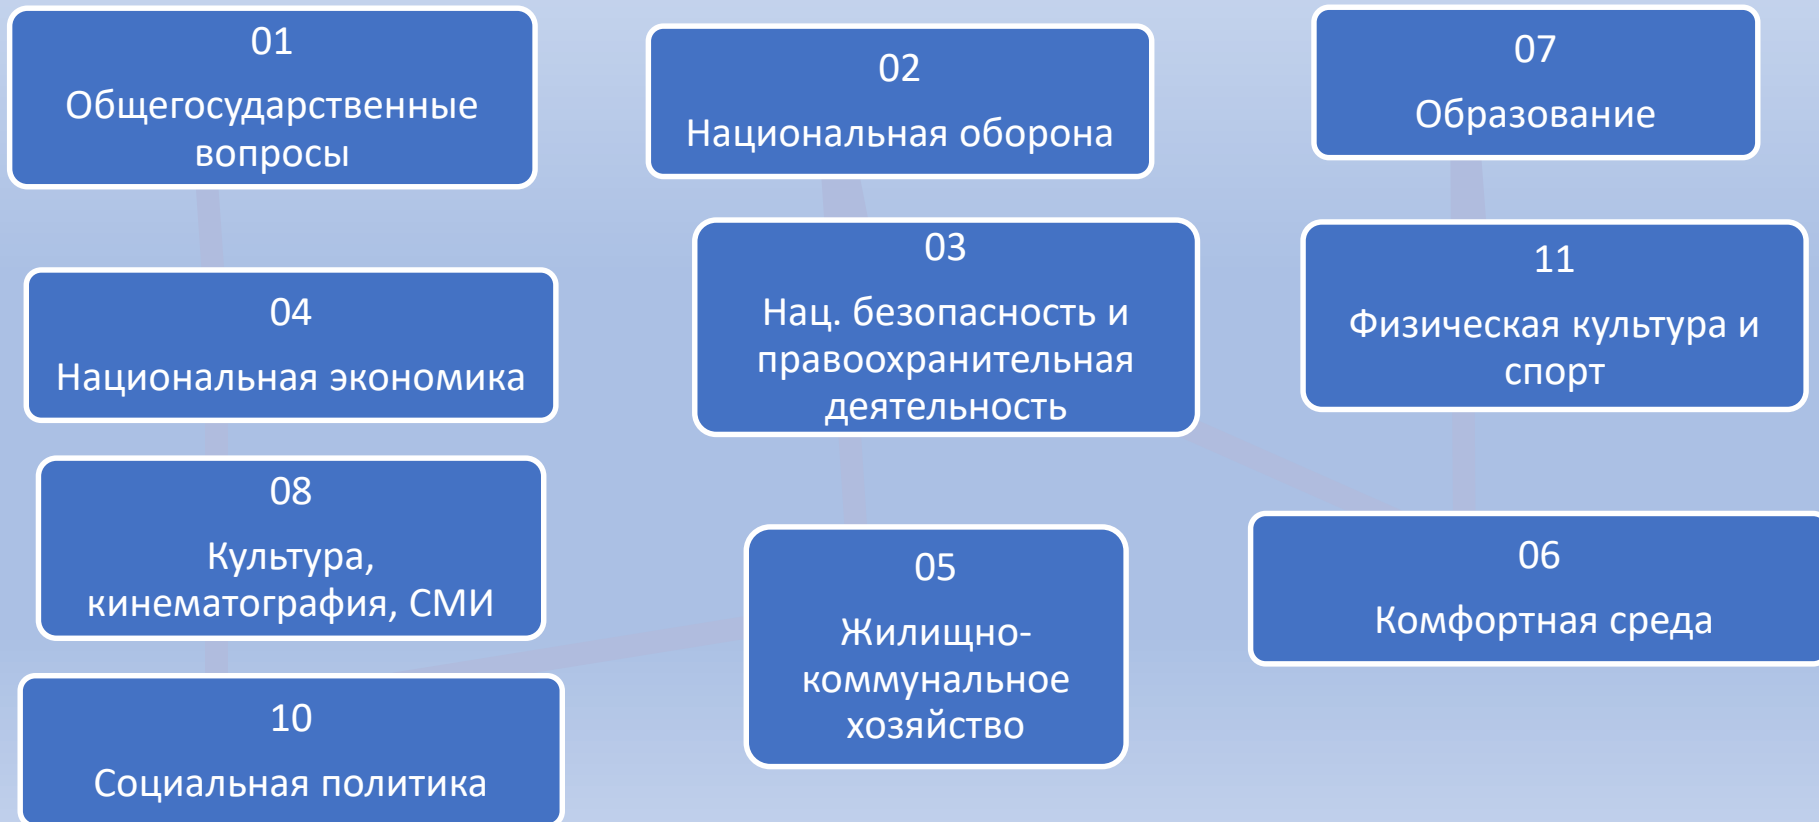 01
Общегосударственные
вопросы
04
Национальная экономика
08
Культура,
кинематография, СМИ
10
Социальная политика
02
Национальная оборона
03
Нац. безопасность и
правоохранительная
деятельность
05
Жилищно-
коммунальное
хозяйство
07
Образование
11
Физическая культура и
спорт
06
Комфортная среда